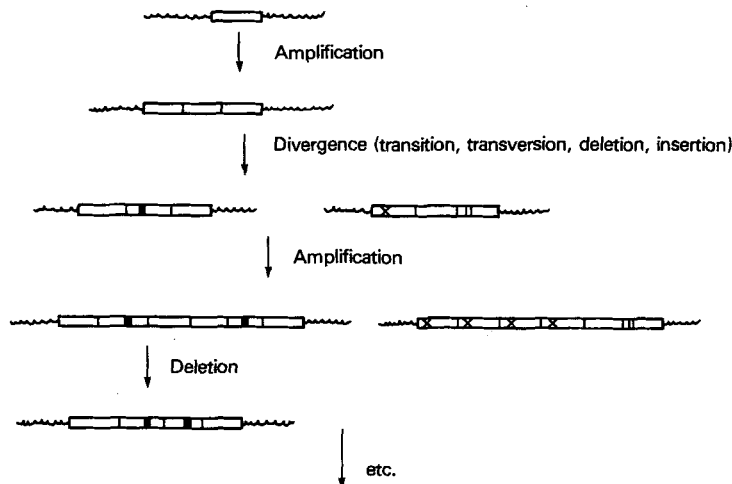 Amplification
Divergence (transition, transversion, deletion, insertion)
Amplification
Deletion
etc.